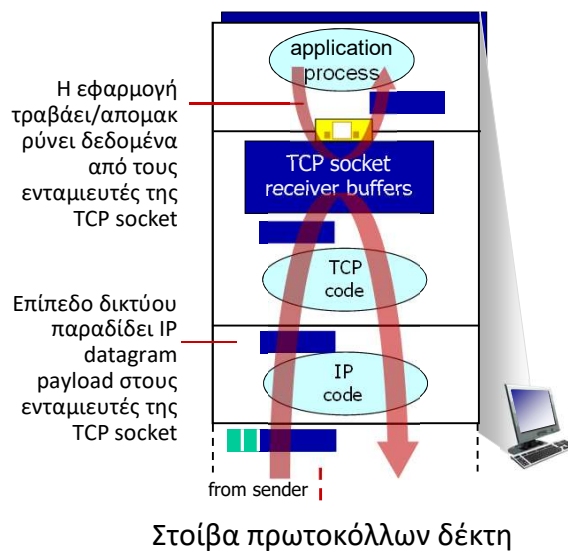 application
process
Η εφαρμογή
τραβάει/απομακ
ρύνει δεδομένα
από τους
ενταμιευτές της
TCP socket
TCP socket
receiver buffers
TCP
code
Επίπεδο δικτύου
παραδίδει IP
datagram
payload στους
ενταμιευτές της
TCP socket
IP
code
from sender
Στοίβα πρωτοκόλλων δέκτη